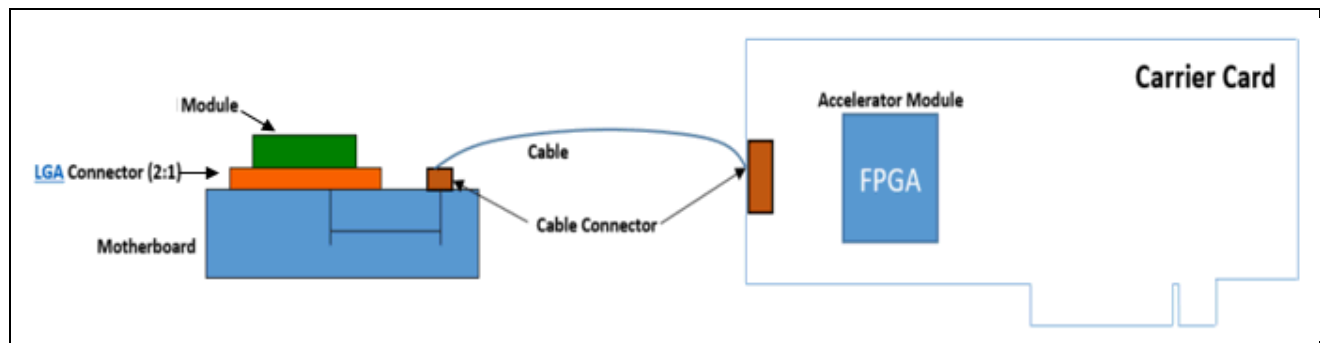 Carrier Card
Accelerator Module
Module
LGA Connector (2:1)
Cable
FPGA
Cable Connector
Motherboard